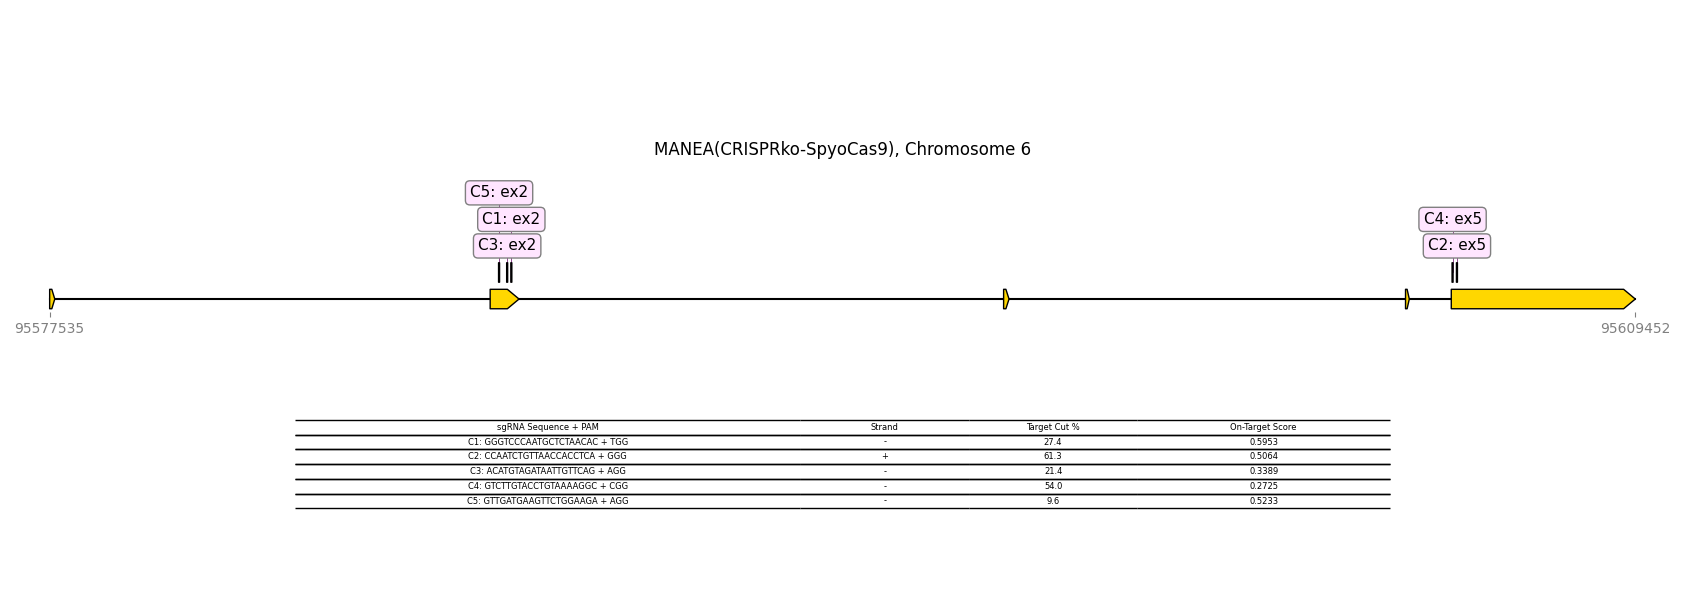 MANEA(CRISPRko-SpyoCas9), Chromosome 6
C5: ex2
C1: ex2
C4: ex5
C3: ex2
C2: ex5
95577535
95609452
sgRNA Sequence + PAM Strand Target Cut % On-Target Score
C1: GGGTCCCAATGCTCTAACAC + TGG - 27.4 0.5953
C2: CCAATCTGTTAACCACCTCA + GGG + 61.3 0.5064
C3: ACATGTAGATAATTGTTCAG + AGG - 21.4 0.3389
C4: GTCTTGTACCTGTAAAAGGC + CGG - 54.0 0.2725
C5: GTTGATGAAGTTCTGGAAGA + AGG - 9.6 0.5233